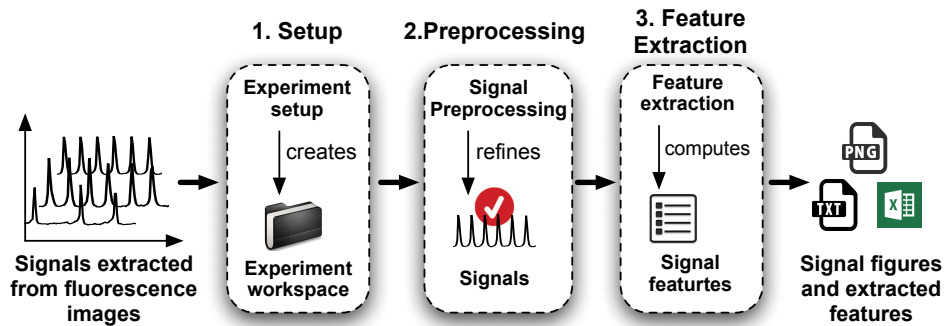 1. Setup
2.Preprocessing
3. Feature
Extraction
Signals extracted
from fluorescence
images
Experiment
setup
creates
Experiment
workspace
Signal
Preprocessing
refines
Signals
Feature
extraction
computes
Signal
featurtes
PNG
TXT
X
Signal figures
and extracted
features